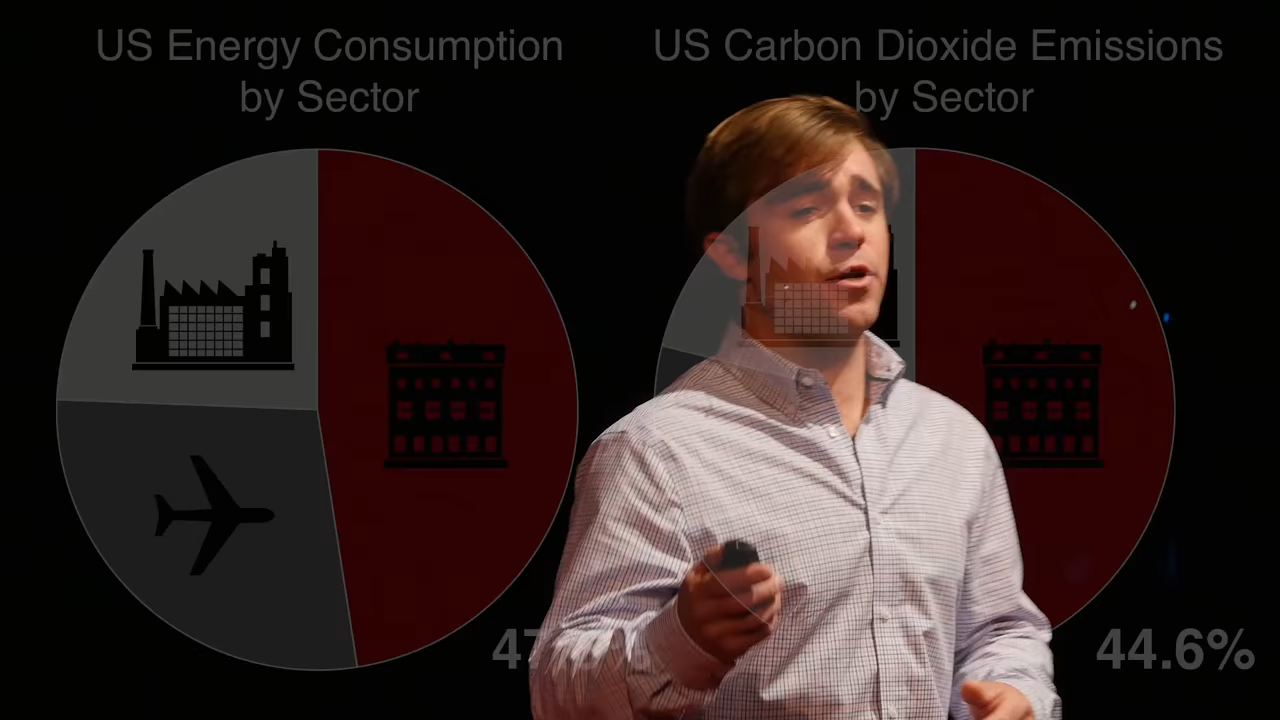 US Energy Consumption
by Sector
US Carbon Dioxide Emissions
by Sector
44.6%